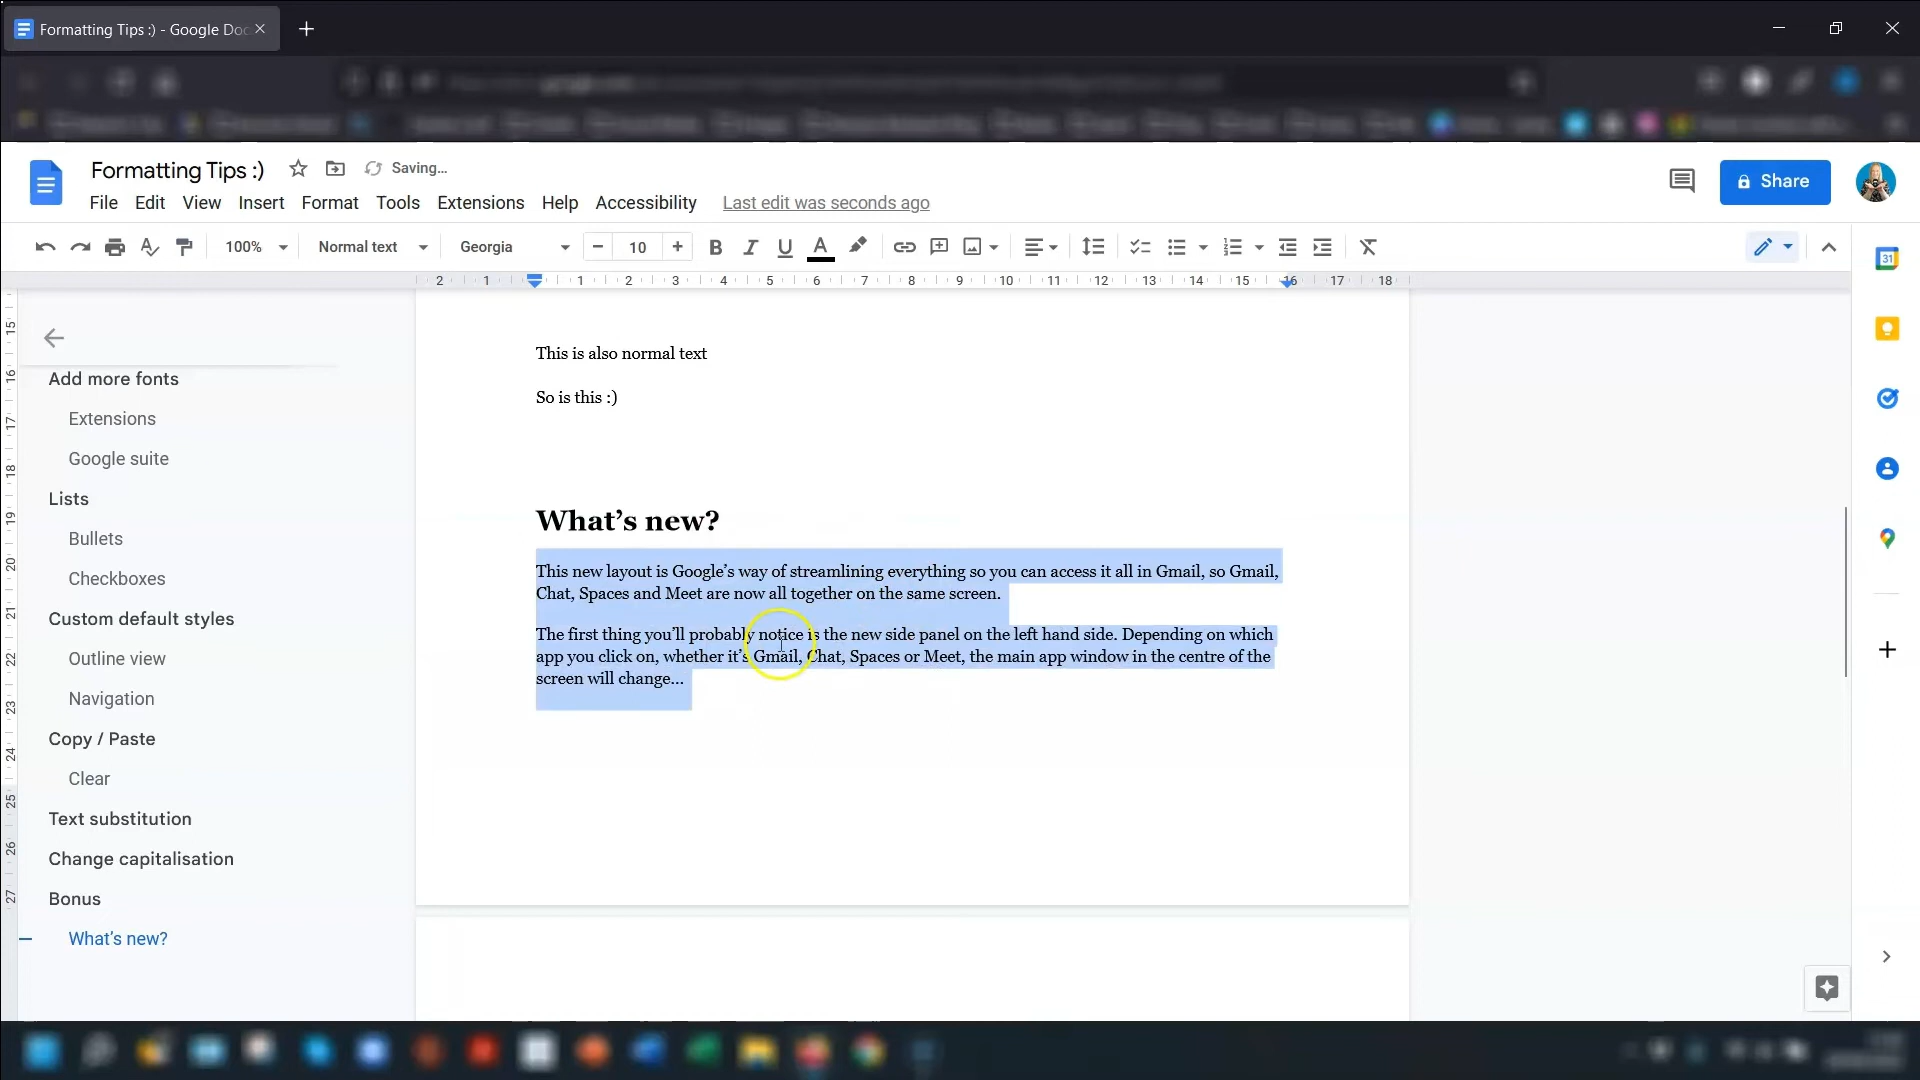 Formatting Tips :) - Google Doc
Formatting Tips :)
Saving...
Share
File Edit View Insert Format Tools Extensions Help Accessibility Last edit was seconds ago
100% Normal text Georgia − 10 + B I U A
31
2 1 1 2 3 4 5 6 7 8 9 10 11 12 13 14 15 16 17 18
15 16 17 18 19 20 21 22 23 24 25 26 27
Add more fonts
Extensions
Google suite
Lists
Bullets
Checkboxes
Custom default styles
Outline view
Navigation
Copy / Paste
Clear
Text substitution
Change capitalisation
Bonus
What's new?
This is also normal text
So is this :)
What's new?
This new layout is Google's way of streamlining everything so you can access it all in Gmail, so Gmail,
Chat, Spaces and Meet are now all together on the same screen.
The first thing you'll probably notice is the new side panel on the left hand side. Depending on which
app you click on, whether it's Gmail, Chat, Spaces or Meet, the main app window in the centre of the
screen will change...